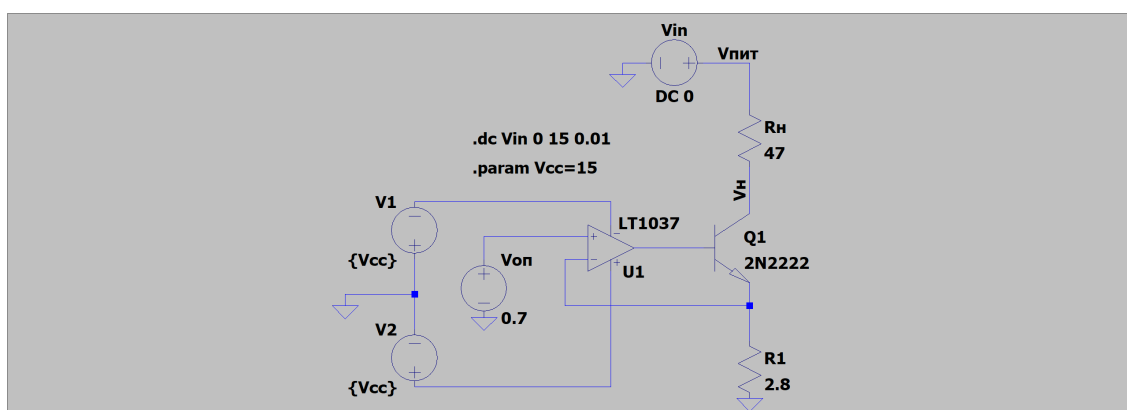 Vin
Vпит
DC 0
Rн
47
.dc Vin 0 15 0.01
.param Vcc=15
Vн
V1
{Vcc}
LT1037
U1
Q1
2N2222
Vоп
0.7
V2
{Vcc}
R1
2.8